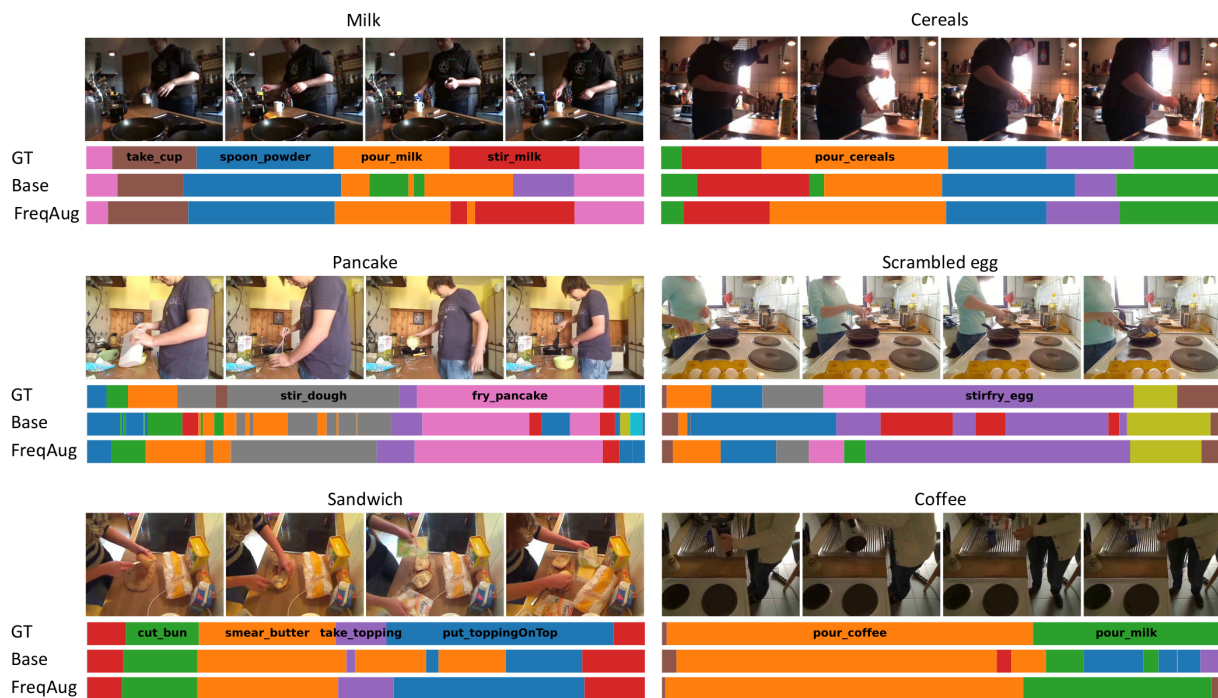 Milk
Cereals
GT
take_cup
spoon_powder
pour_milk
stir_milk
pour_cereals
Base
FreqAug
Pancake
Scrambled egg
GT
stir_dough
fry_pancake
stirfry_egg
Base
FreqAug
Sandwich
Coffee
GT
cut_bun
smear_butter
take_topping
put_toppingOnTop
pour_coffee
pour_milk
Base
FreqAug